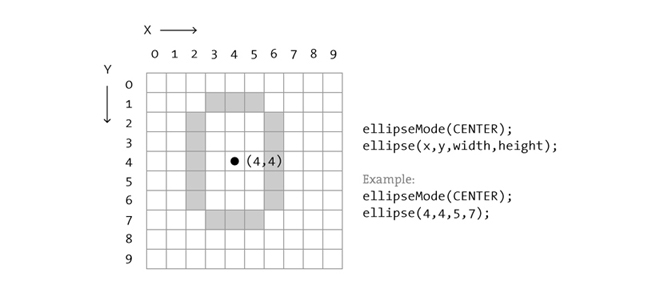 X
0 1 2 3 4 5 6 7 8 9
Y
0
1
2
3
4
5
6
7
8
9
(4,4)
ellipseMode(CENTER);
ellipse(x,y,width,height);
Example:
ellipseMode(CENTER);
ellipse(4,4,5,7);